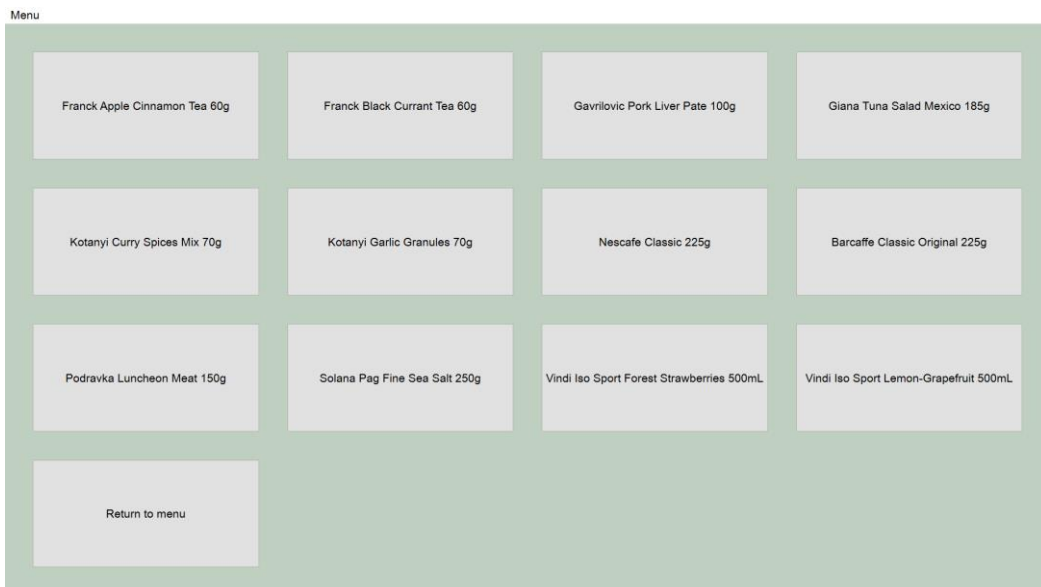 Menu
Franck Apple Cinnamon Tea 60g
Franck Black Currant Tea 60g
Gavrilovic Pork Liver Pate 100g
Giana Tuna Salad Mexico 185g
Kotanyi Curry Spices Mix 70g
Kotanyi Garlic Granules 70g
Nescafe Classic 225g
Barcaffe Classic Original 225g
Podravka Luncheon Meat 150g
Solana Pag Fine Sea Salt 250g
Vindi Iso Sport Forest Strawberries 500mL
Vindi Iso Sport Lemon-Grapefruit 500mL
Return to menu